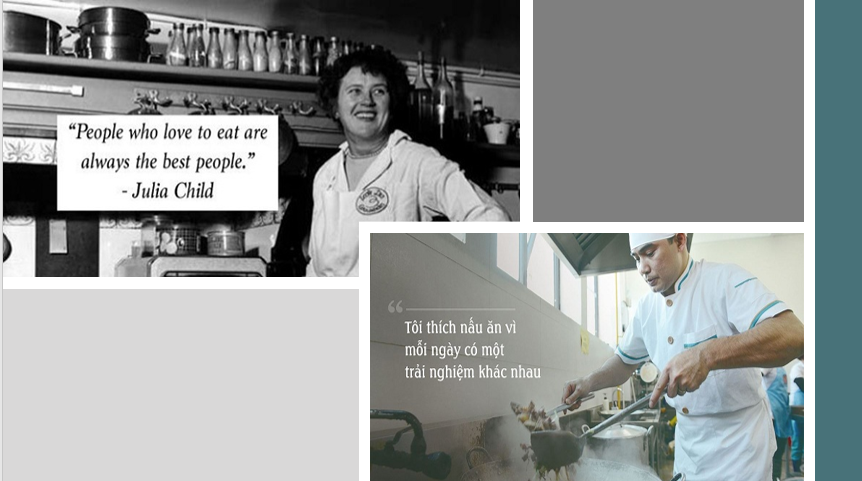 “People who love to eat are
always the best people.”
- Julia Child
“
Tôi thích nấu ăn vì
mỗi ngày có một
trải nghiệm khác nhau